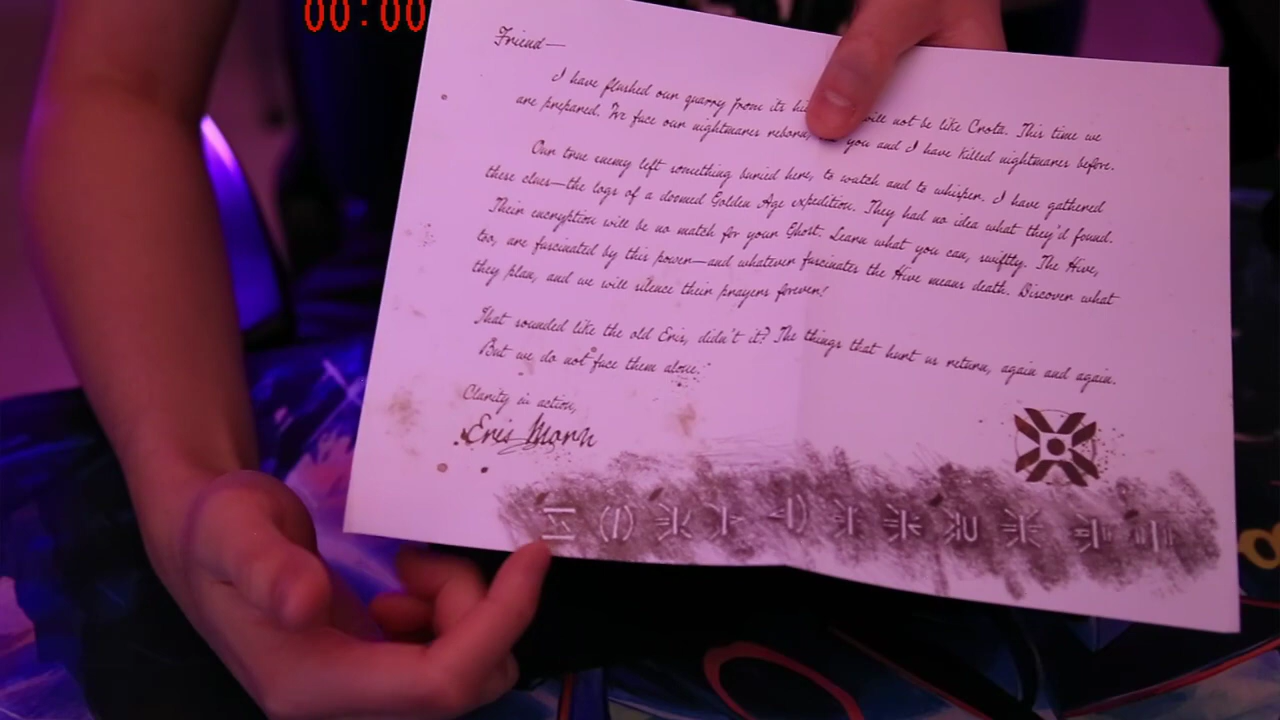 00:00
Friend—
I have flushed our quarry from its will not be like Crota. This time we
are prepared. We face our nightmares reborn, you and I have killed nightmares before.
Our true enemy left something buried here, to watch and to whisper. I have gathered
these clues—the logs of a doomed Golden Age expedition. They had no idea what they'd found.
Their encryption will be no match for your Ghost. Learn what you can, swiftly. The Hive,
too, are fascinated by this power—and whatever fascinates the Hive means death. Discover what
they plan, and we will silence their prayers forever!
That sounded like the old Eris, didn't it? The things that hurt us return, again and again.
But we do not face them alone.
Clarity in action,
Eris Morn